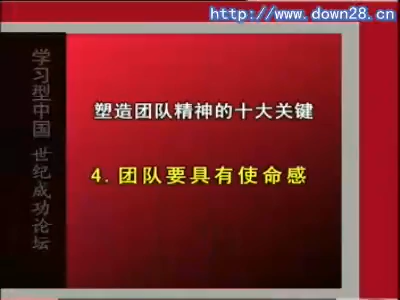 http://www.down28.cn
学习型中国 世纪成功论坛
塑造团队精神的十大关键
4.团队要具有使命感